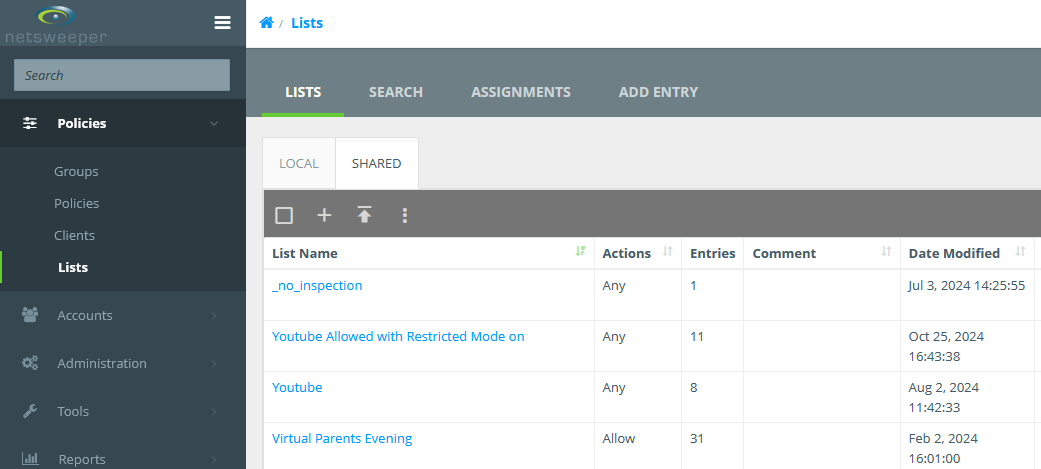 netsweeper
/ Lists
Search
LISTS SEARCH ASSIGNMENTS ADD ENTRY
Policies
LOCAL SHARED
Groups
Policies
Clients
Lists
Accounts
Administration
Tools
Reports
List Name Actions Entries Comment Date Modified
_no_inspection Any 1 Jul 3, 2024 14:25:55
Youtube Allowed with Restricted Mode on Any 11 Oct 25, 2024
16:43:38
Youtube Any 8 Aug 2, 2024
11:42:33
Virtual Parents Evening Allow 31 Feb 2, 2024
16:01:00